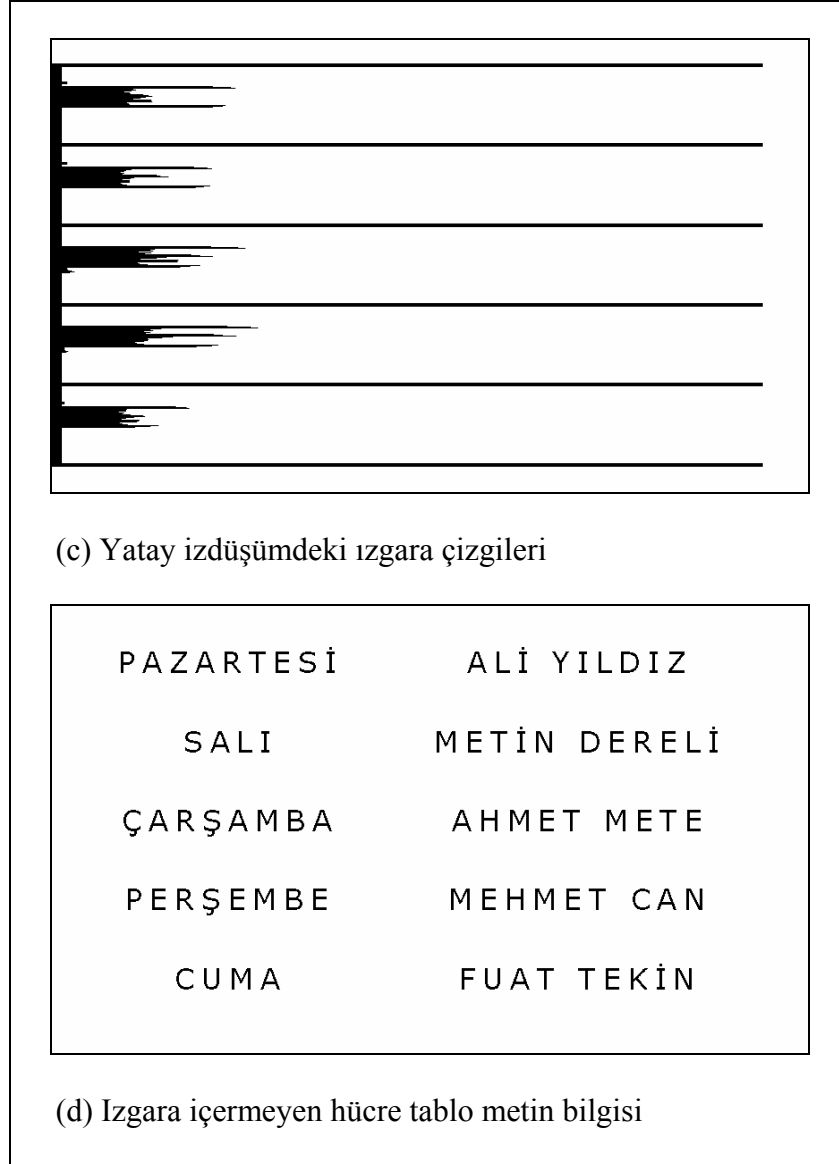 (c) Yatay izdüşümdeki ızgara çizgileri
PAZARTESİ ALİ YILDIZ
SALI METİN DERELİ
ÇARŞAMBA AHMET METE
PERŞEMBE MEHMET CAN
CUMA FUAT TEKİN
(d) Izgara içermeyen hücre tablo metin bilgisi